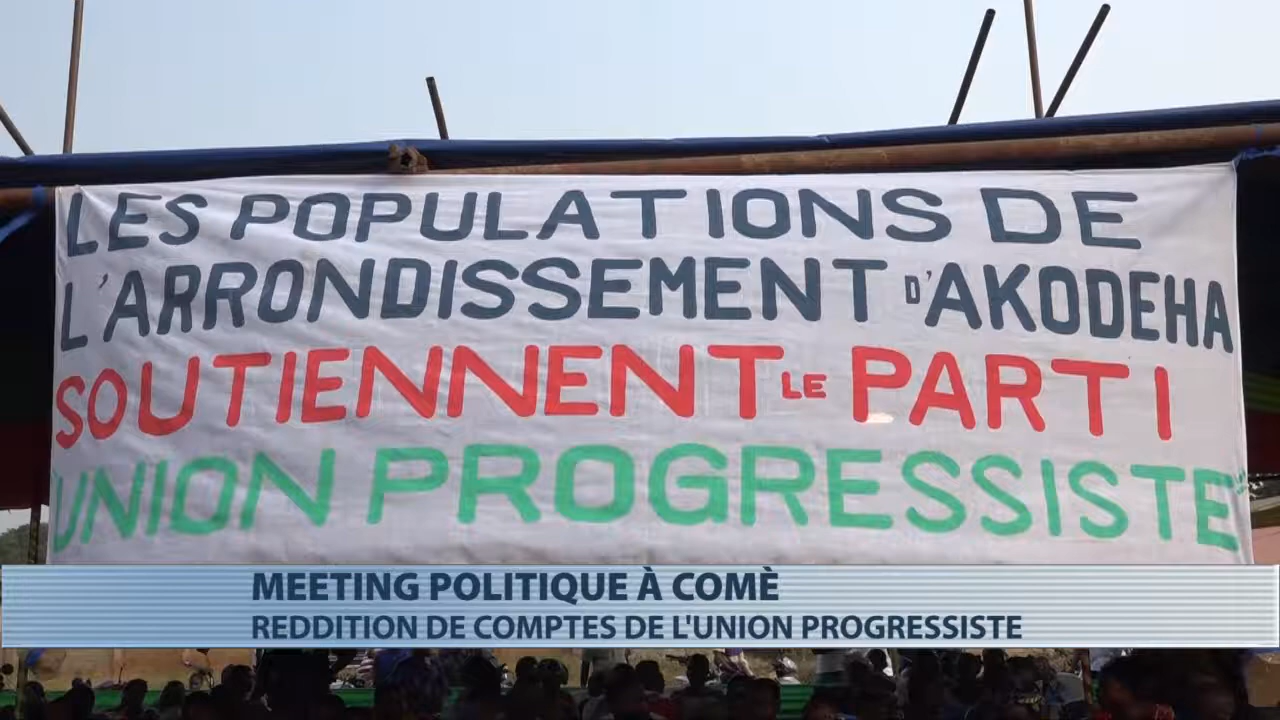 LES POPULATIONS DE
L'ARRONDISSEMENT D'AKODEHA
SOUTIENNENT LE PARTI
UNION PROGRESSISTE"
MEETING POLITIQUE À COMÈ
REDDITION DE COMPTES DE L'UNION PROGRESSISTE